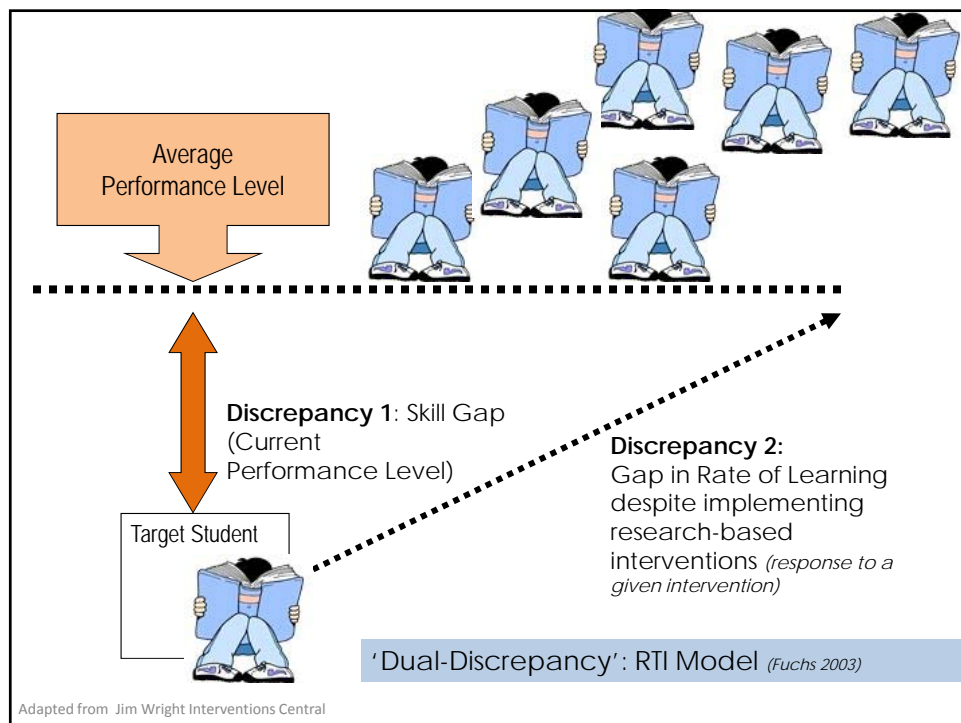 Average
Performance Level
Discrepancy 1: Skill Gap
(Current
Performance Level)
Discrepancy 2:
Gap in Rate of Learning
despite implementing
research-based
interventions (response to a
given intervention)
Target Student
‘Dual-Discrepancy’: RTI Model (Fuchs 2003)
Adapted from Jim Wright Interventions Central